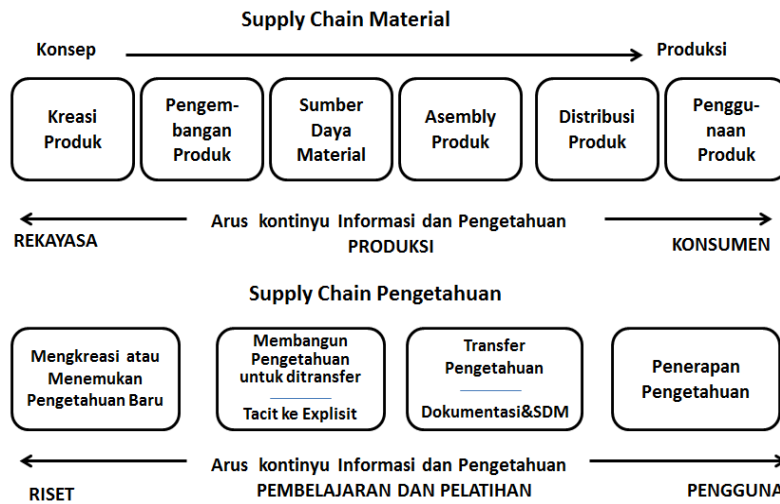 Supply Chain Material
Konsep
Produksi
Kreasi
Produk
Pengem-
bangan
Produk
Sumber
Daya
Material
Asembly
Produk
Distribusi
Produk
Penggu-
naan
Produk
Arus kontinyu Informasi dan Pengetahuan
REKAYASA
PRODUKSI
KONSUMEN
Supply Chain Pengetahuan
Mengkreasi atau
Menemukan
Pengetahuan Baru
Membangun
Pengetahuan
untuk ditransfer
Tacit ke Explisit
Transfer
Pengetahuan
Dokumentasi&SDM
Penerapan
Pengetahuan
Arus kontinyu Informasi dan Pengetahuan
RISET
PEMBELAJARAN DAN PELATIHAN
PENGGUNA